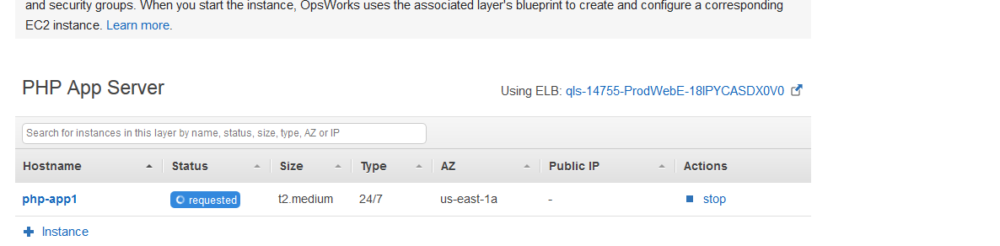 and security groups. When you start the instance, OpsWorks uses the associated layer's blueprint to create and configure a corresponding
EC2 instance. Learn more.
PHP App Server
Using ELB: qls-14755-ProdWebE-18IPYCASDX0V0
Search for instances in this layer by name, status, size, type, AZ or IP
Hostname Status Size Type AZ Public IP Actions
php-app1 requested t2.medium 24/7 us-east-1a - stop
Instance